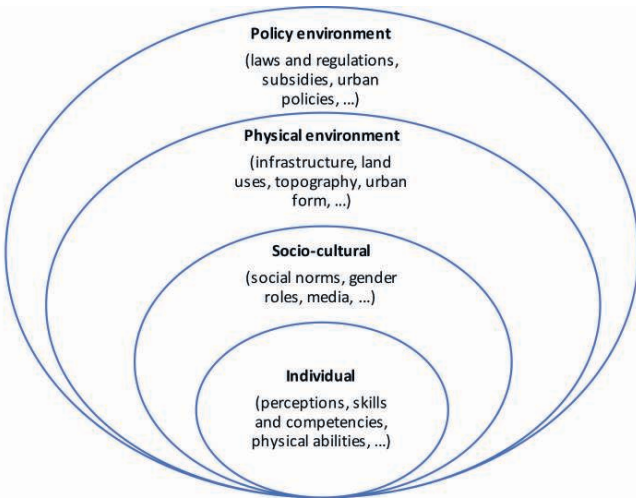 Policy environment
(laws and regulations,
subsidies, urban
policies, ...)
Physical environment
(infrastructure, land
uses, topography, urban
form, ...)
Socio-cultural
(social norms, gender
roles, media, ...)
Individual
(perceptions, skills
and competencies,
physical abilities, ...)